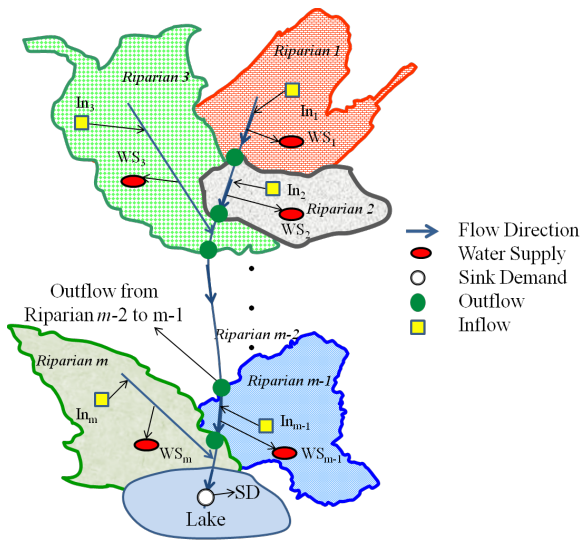 Riparian 1
Riparian 3
In1
In3
WS1
WS3
In2
Riparian 2
WS2
Flow Direction
Water Supply
Sink Demand
Outflow
Inflow
Outflow from
Riparian m-2 to m-1
Riparian m-2
Riparian m
Riparian m-1
Inm
Inm-1
WSm
WSm-1
SD
Lake